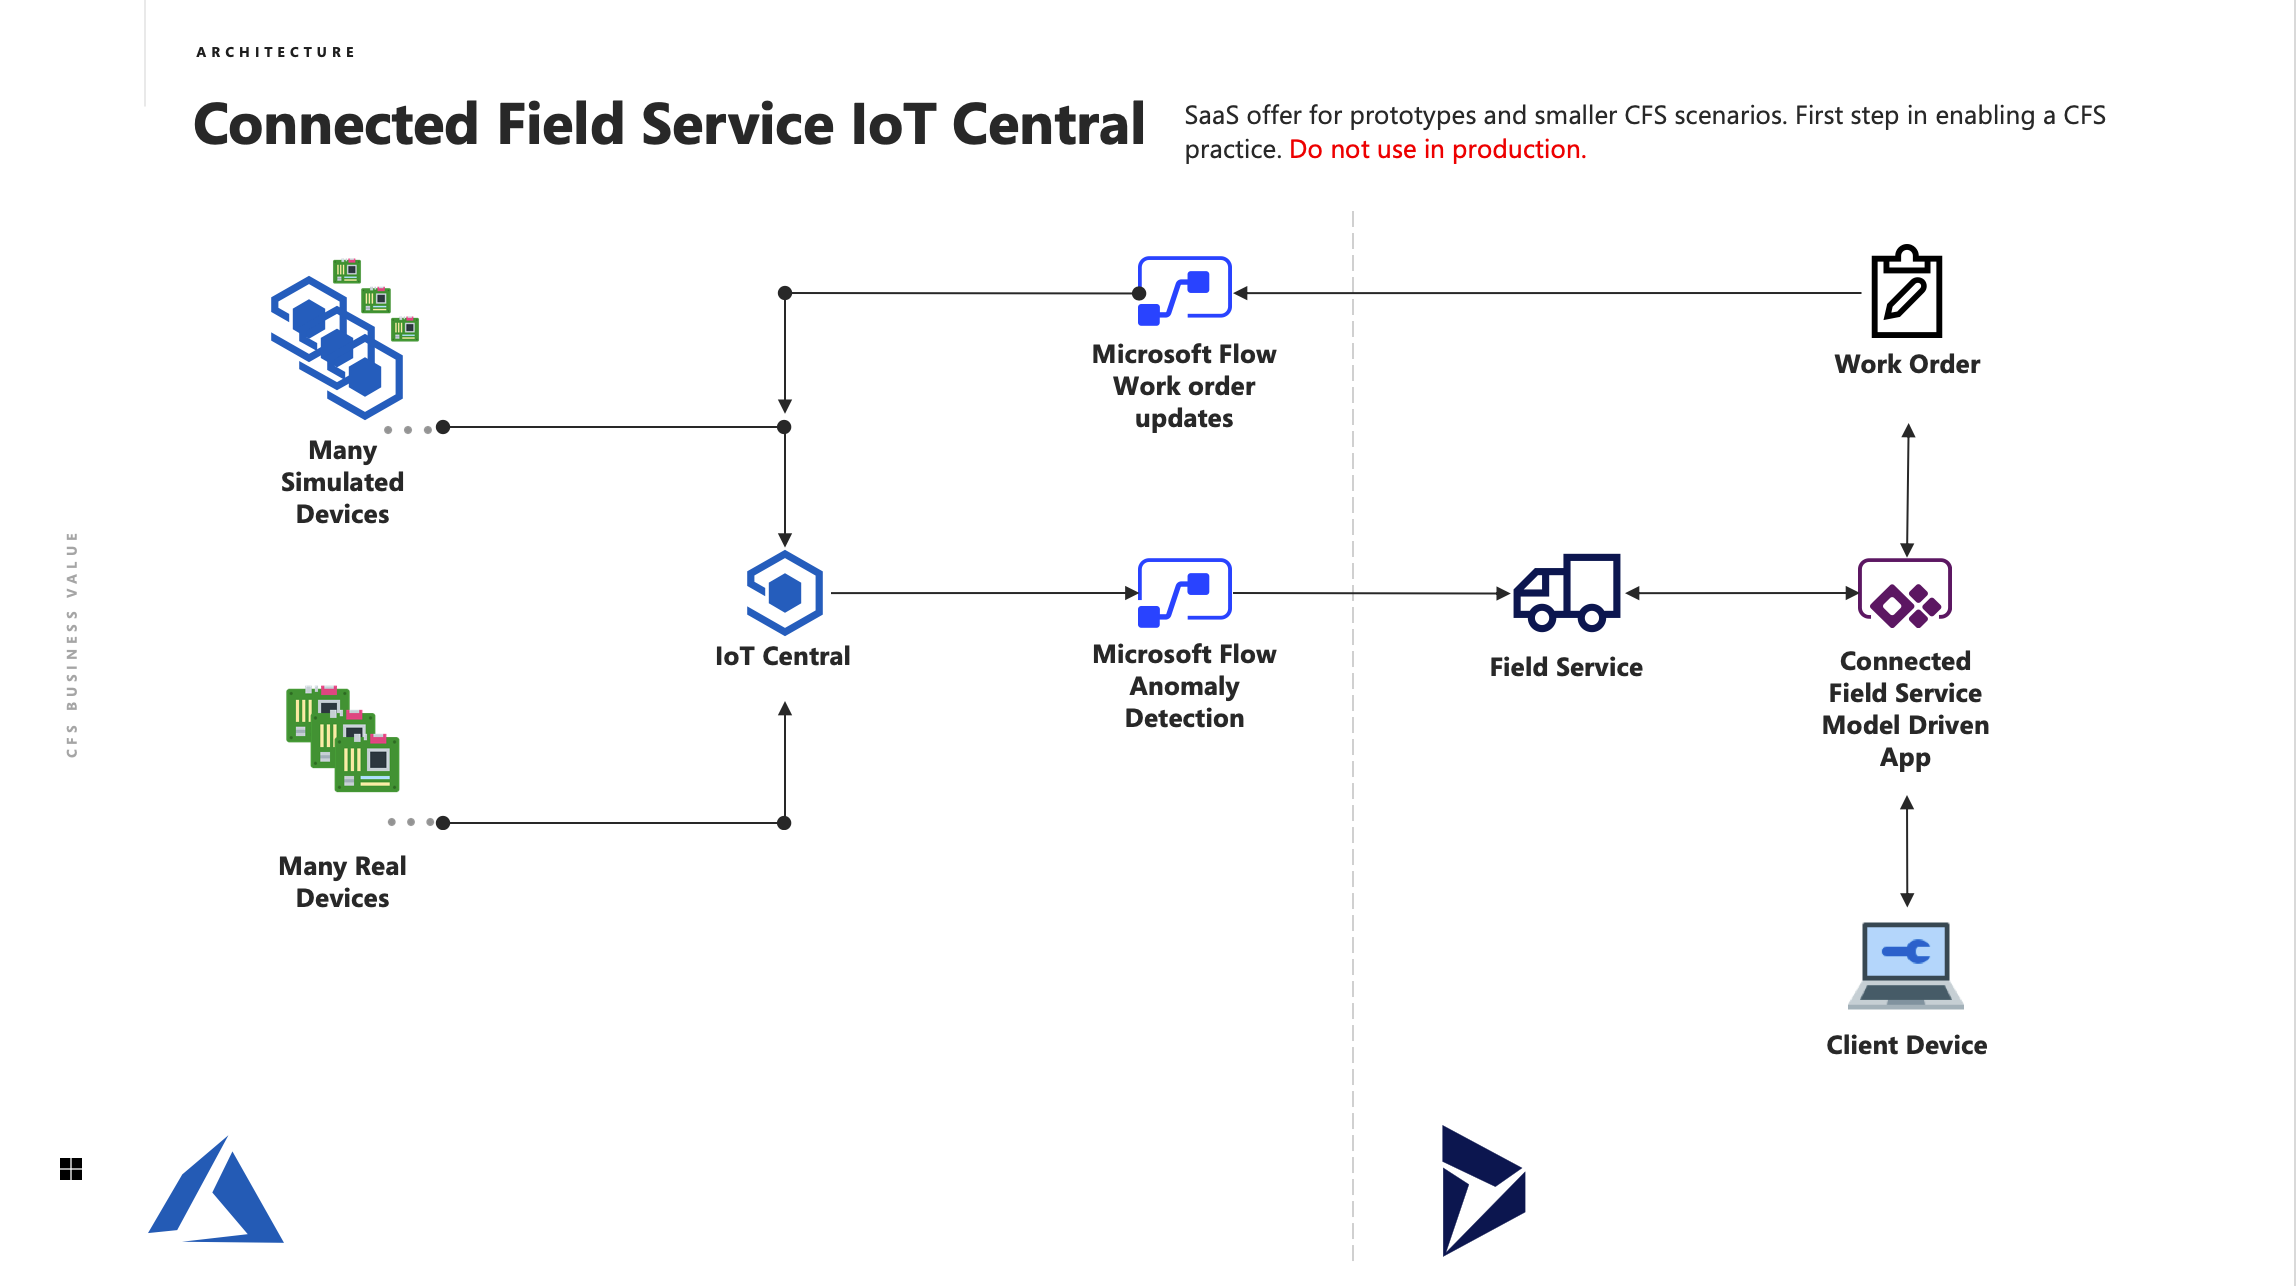 ARCHITECTURE
Connected Field Service IoT Central
SaaS offer for prototypes and smaller CFS scenarios. First step in enabling a CFS
practice. Do not use in production.
Many
Simulated
Devices
Microsoft Flow
Work order
updates
Work Order
IoT Central
Microsoft Flow
Anomaly
Detection
Field Service
Connected
Field Service
Model Driven
App
Many Real
Devices
Client Device
CFS BUSINESS VALUE